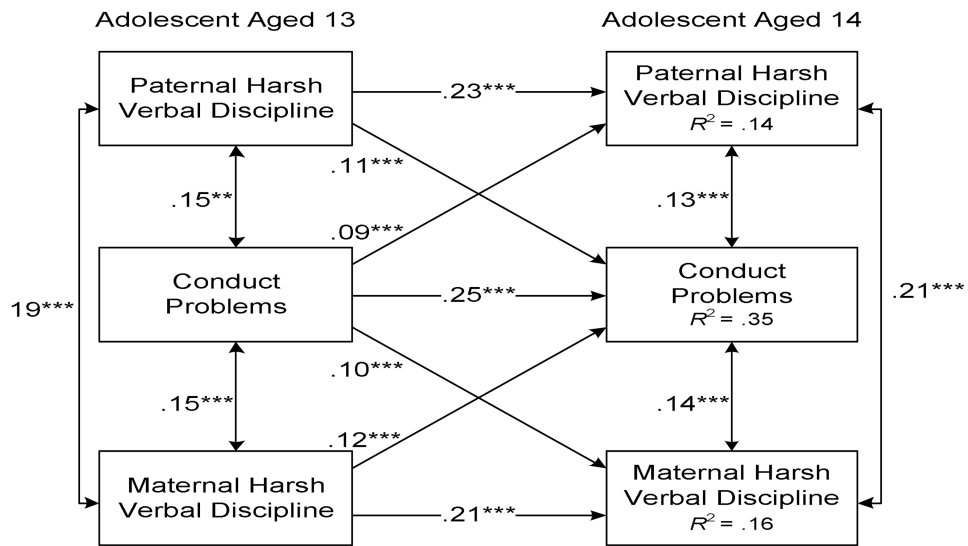 Adolescent Aged 13
Adolescent Aged 14
Paternal Harsh
Verbal Discipline
.23***
Paternal Harsh
Verbal Discipline
R² = .14
.11***
.15**
.13***
.09***
Conduct
Problems
.25***
Conduct
Problems
R² = .35
19***
.21***
.10***
.15***
.14***
.12***
Maternal Harsh
Verbal Discipline
.21***
Maternal Harsh
Verbal Discipline
R² = .16